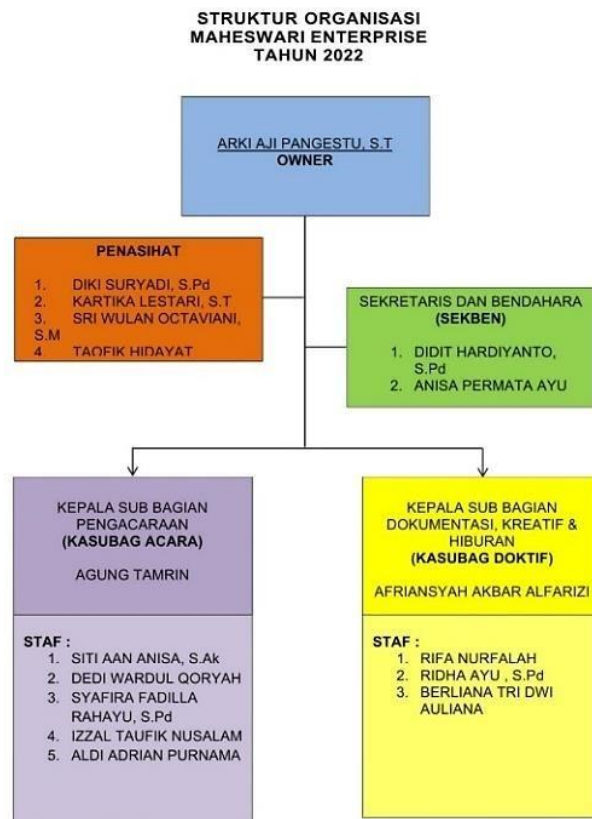 STRUKTUR ORGANISASI
MAHESWARI ENTERPRISE
TAHUN 2022
ARKI AJI PANGESTU, S.T
OWNER
PENASIHAT
1. DIKI SURYADI, S.Pd
2. KARTIKA LESTARI, S.T
3. SRI WULAN OCTAVIANI,
S.M
4. TAOFIK HIDAYAT
SEKRETARIS DAN BENDAHARA
(SEKBEN)
1. DIDIT HARDIYANTO,
S.Pd
2. ANISA PERMATA AYU
KEPALA SUB BAGIAN
PENGACARAAN
(KASUBAG ACARA)
AGUNG TAMRIN
STAF :
1. SITI AAN ANISA, S.Ak
2. DEDI WARDUL QORYAH
3. SYAFIRA FADILLA
RAHAYU, S.Pd
4. IZZAL TAUFIK NUSALAM
5. ALDI ADRIAN PURNAMA
KEPALA SUB BAGIAN
DOKUMENTASI, KREATIF &
HIBURAN
(KASUBAG DOKTIF)
AFRIANSYAH AKBAR ALFARIZI
STAF :
1. RIFA NURFALAH
2. RIDHA AYU , S.Pd
3. BERLIANA TRI DWI
AULIANA